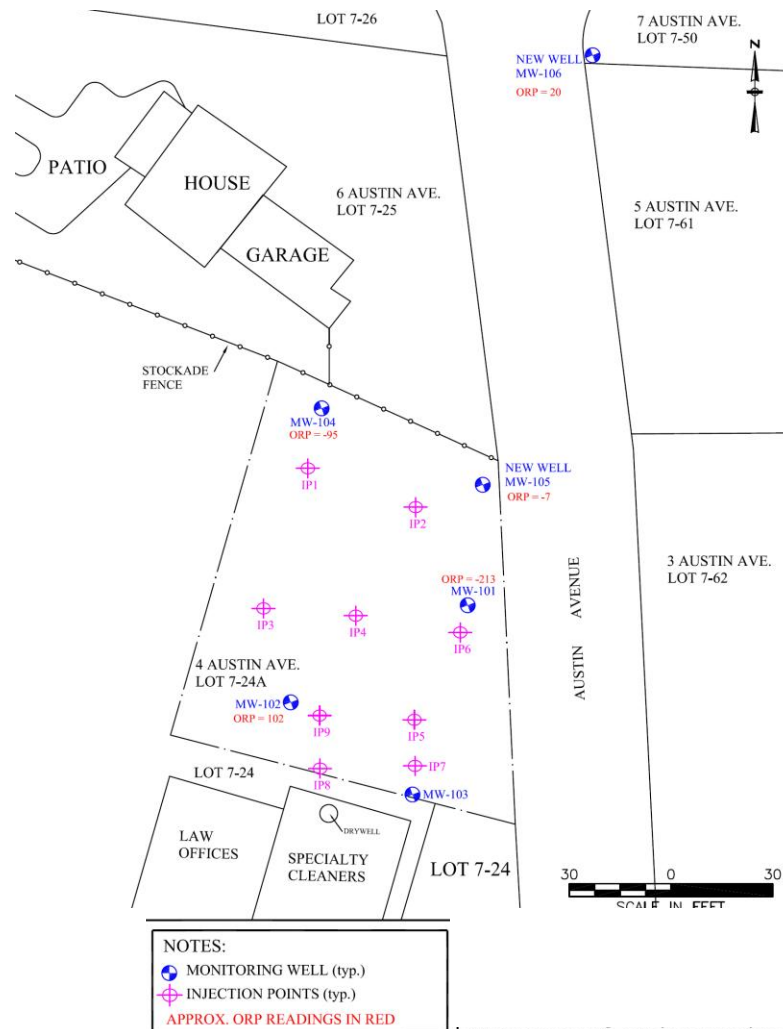 LOT 7-26
7 AUSTIN AVE.
LOT 7-50
NEW WELL
MW-106
ORP = 20
N
PATIO
HOUSE
GARAGE
6 AUSTIN AVE.
LOT 7-25
5 AUSTIN AVE.
LOT 7-61
STOCKADE
FENCE
MW-104
ORP = -95
IP1
NEW WELL
MW-105
ORP = -7
IP2
ORP = -213
MW-101
3 AUSTIN AVE.
LOT 7-62
IP3
IP4
IP6
AUSTIN AVENUE
4 AUSTIN AVE.
LOT 7-24A
MW-102
ORP = 102
IP9
IP5
LOT 7-24
IP8
IP7
MW-103
DRYWELL
LAW
OFFICES
SPECIALTY
CLEANERS
LOT 7-24
30 0 30
SCALE IN FEET
NOTES:
MONITORING WELL (typ.)
INJECTION POINTS (typ.)
APPROX. ORP READINGS IN RED